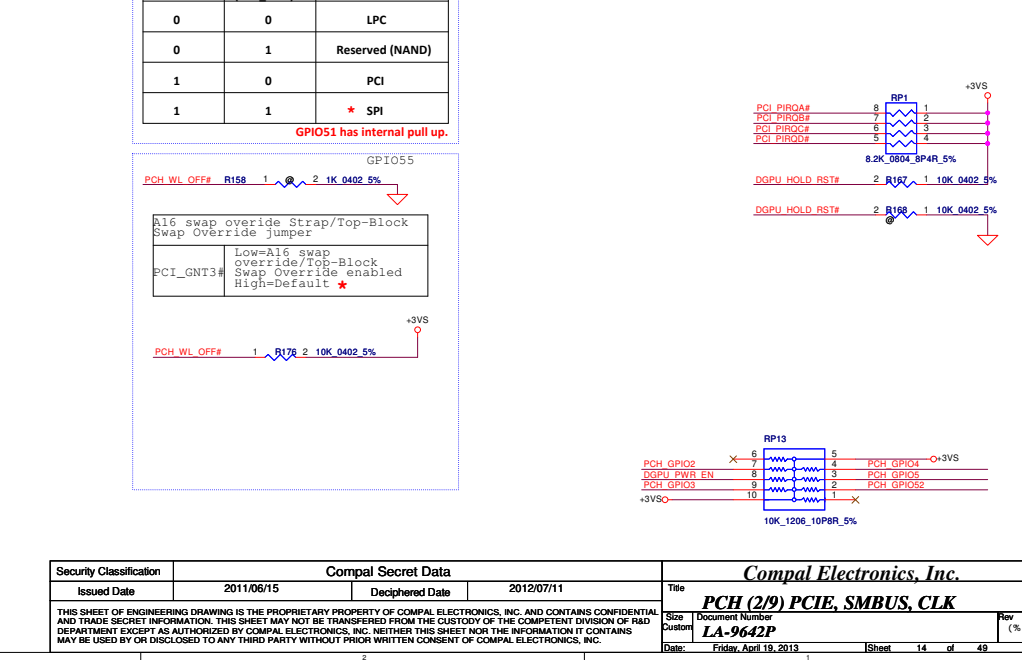 0 0 LPC
0 1 Reserved (NAND)
1 0 PCI
1 1 * SPI
GPIO51 has internal pull up.
GPIO55
PCH_WL_OFF# R158 1 @ 2 1K_0402_5%
A16 swap overide Strap/Top-Block
Swap Override jumper
PCI_GNT3#
Low=A16 swap
override/Top-Block
Swap Override enabled
High=Default *
+3VS
PCH_WL_OFF# 1 R176 2 10K_0402_5%
+3VS
RP1
PCI_PIRQA# 8 1
PCI_PIRQB# 7 2
PCI_PIRQC# 6 3
PCI_PIRQD# 5 4
8.2K_0804_8P4R_5%
DGPU_HOLD_RST# 2 R167 1 10K_0402_5%
DGPU_HOLD_RST# 2 R168 1 10K_0402_5%
@
RP13
6 5 +3VS
PCH_GPIO2 7 4 PCH_GPIO4
DGPU_PWR_EN 8 3 PCH_GPIO5
PCH_GPIO3 9 2 PCH_GPIO52
+3VS 10 1
10K_1206_10P8R_5%
Security Classification Compal Secret Data
Issued Date 2011/06/15 Deciphered Date 2012/07/11
THIS SHEET OF ENGINEERING DRAWING IS THE PROPRIETARY PROPERTY OF COMPAL ELECTRONICS, INC. AND CONTAINS CONFIDENTIAL
AND TRADE SECRET INFORMATION. THIS SHEET MAY NOT BE TRANSFERED FROM THE CUSTODY OF THE COMPETENT DIVISION OF R&D
DEPARTMENT EXCEPT AS AUTHORIZED BY COMPAL ELECTRONICS, INC. NEITHER THIS SHEET NOR THE INFORMATION IT CONTAINS
MAY BE USED BY OR DISCLOSED TO ANY THIRD PARTY WITHOUT PRIOR WRITTEN CONSENT OF COMPAL ELECTRONICS, INC.
Compal Electronics, Inc.
Title
PCH (2/9) PCIE, SMBUS, CLK
Size Document Number Rev
Custom LA-9642P (%
Date: Friday, April 19, 2013 Sheet 14 of 49
2 1